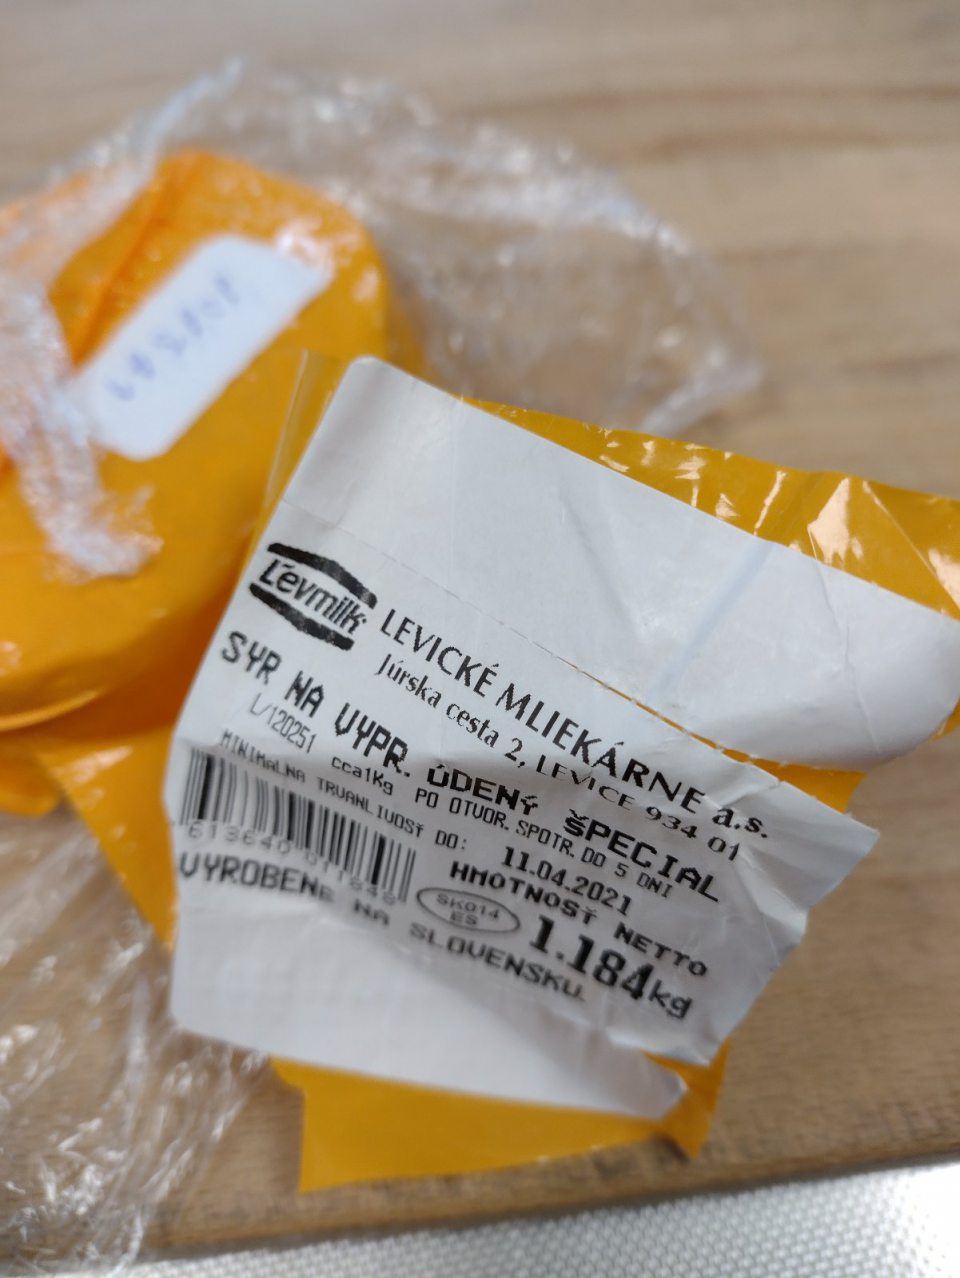 Levmilk
LEVICKÉ MLIEKÁRNE a.s.
Júrska cesta 2, LEVICE 934 01
SYR NA VYPR. ÚDENÝ ŠPECIAL
L/120251 cca1Kg PO OTVOR. SPOTR. DO 5 DNI
MINIMALNA TRVANLIVOSŤ DO: 11.04.2021
HMOTNOSŤ NETTO
1.184kg
SK014
ES
VYROBENé NA SLOVENSKU.